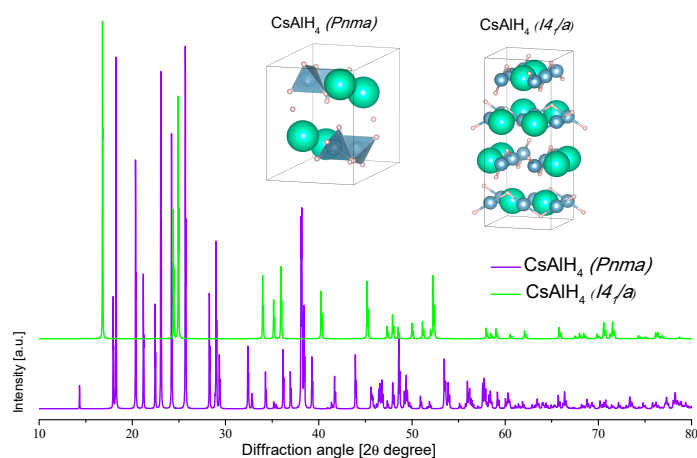 CsAlH₄ (Pnma)
CsAlH₄ (I4₁/a)
CsAlH₄ (Pnma)
CsAlH₄ (I4₁/a)
Intensity [a.u.]
10 20 30 40 50 60 70 80
Diffraction angle [2θ degree]